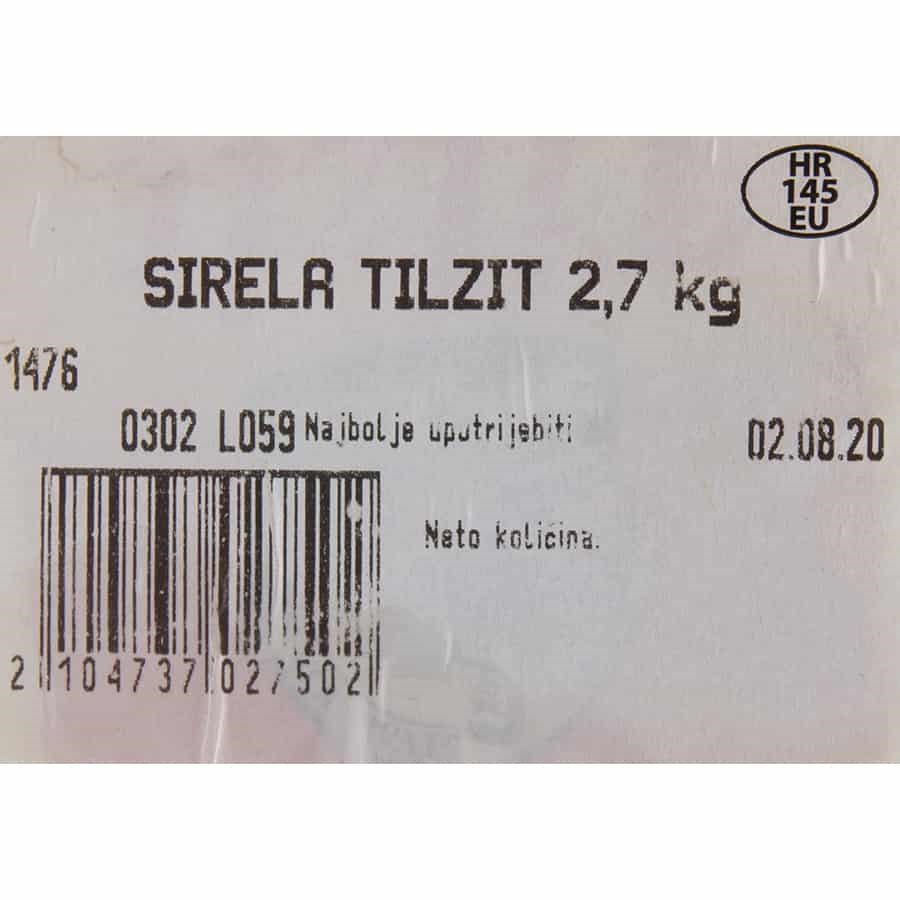 HR
145
EU
SIRELA TILZIT 2,7 kg
1476
0302 L059 Najbolje upotrijebiti 02.08.20
Neto količina:
2 104737 027502